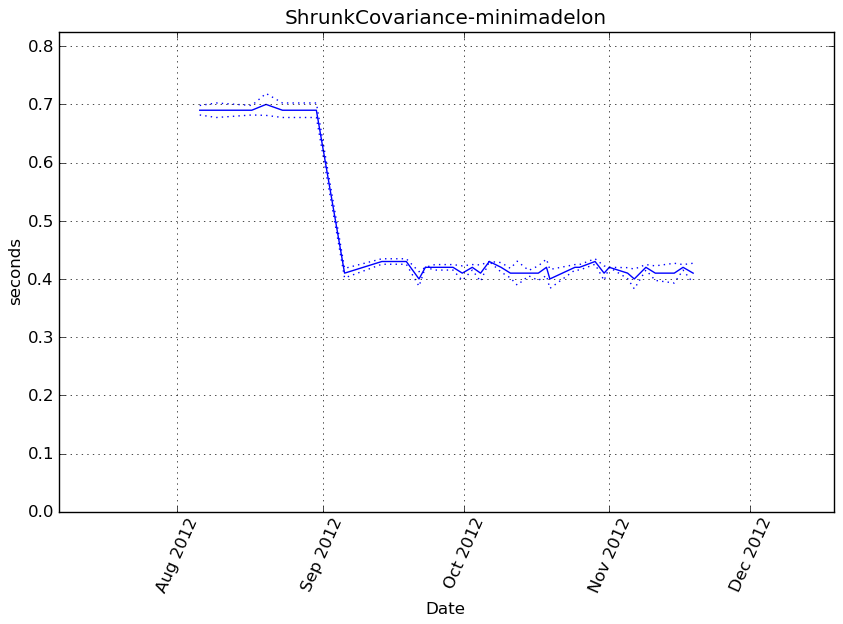 ShrunkCovariance-minimadelon
0.8
0.7
0.6
0.5
0.4
0.3
0.2
0.1
0.0
seconds
Aug 2012
Sep 2012
Oct 2012
Nov 2012
Dec 2012
Date